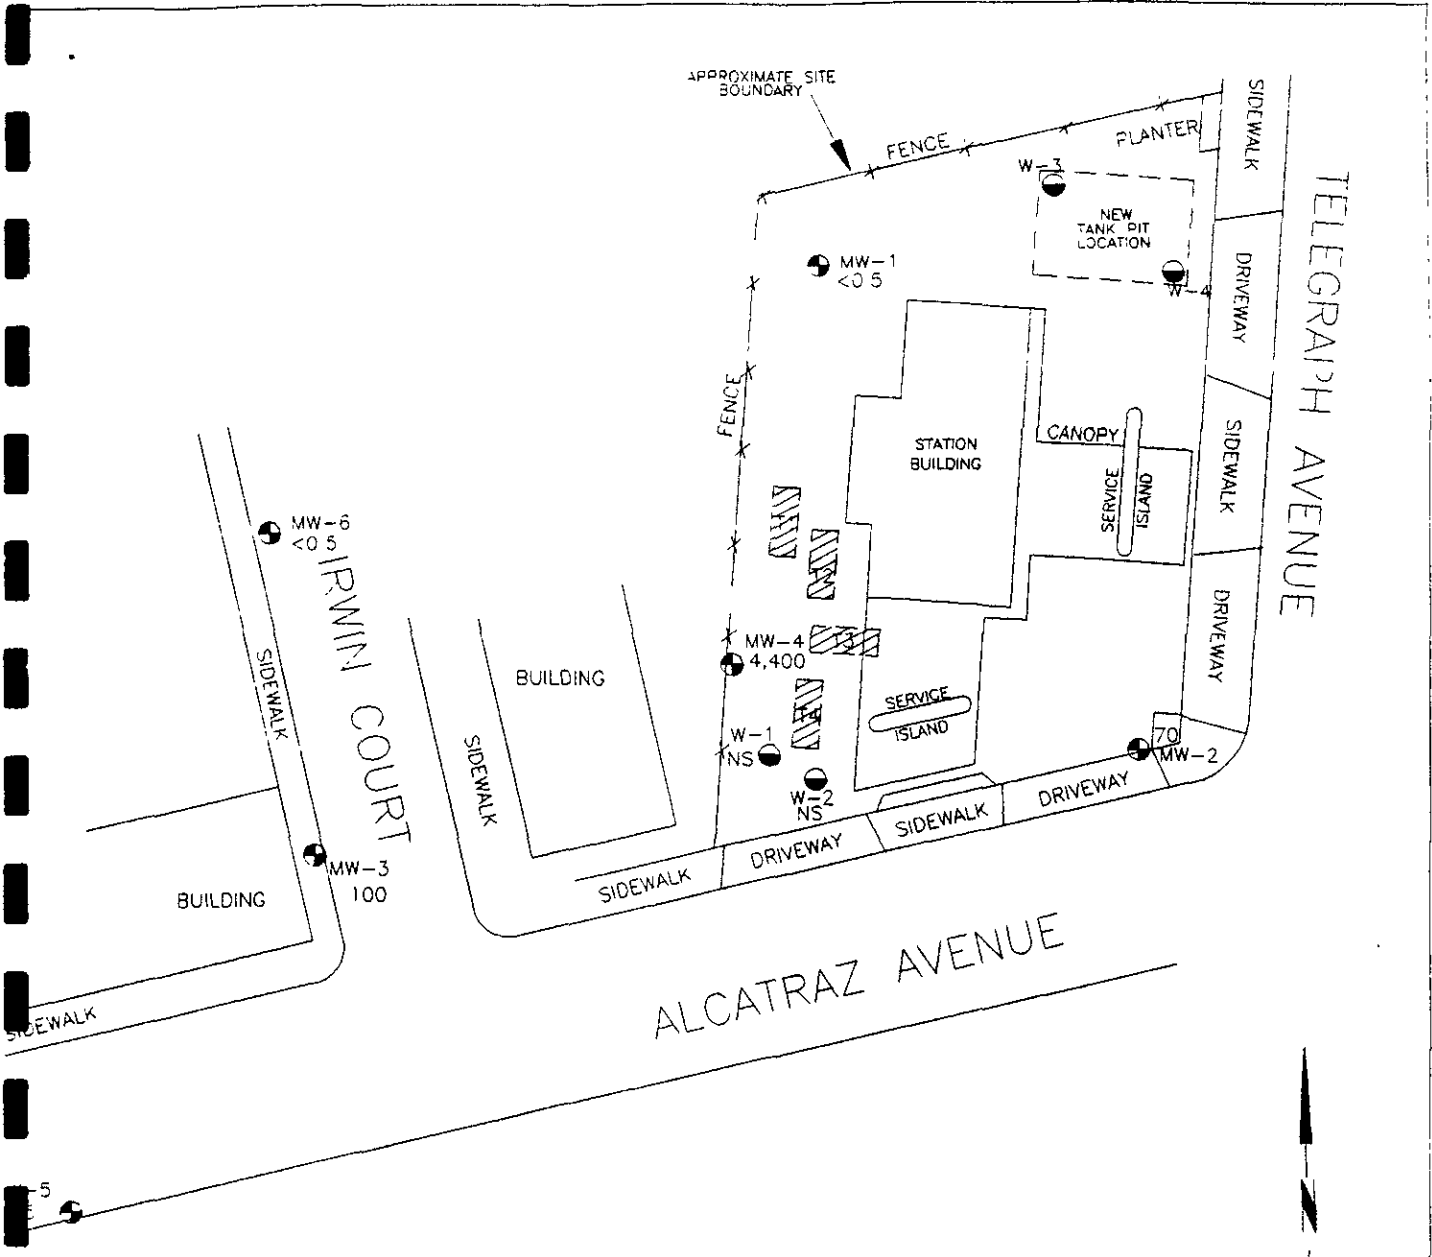 APPROXIMATE SITE
BOUNDARY
FENCE
PLANTER
SIDEWALK
W-3
NEW
TANK PIT
LOCATION
W-4
MW-1
<0.5
DRIVEWAY
TELEGRAPH AVENUE
FENCE
STATION
BUILDING
CANOPY
SERVICE
ISLAND
SIDEWALK
MW-6
<0.5
IRWIN COURT
T2
T3
MW-4
4,400
T4
BUILDING
SIDEWALK
SIDEWALK
SERVICE
ISLAND
DRIVEWAY
W-1
NS
W-2
NS
70
MW-2
DRIVEWAY
SIDEWALK
DRIVEWAY
SIDEWALK
MW-3
100
BUILDING
SIDEWALK
ALCATRAZ AVENUE
-5